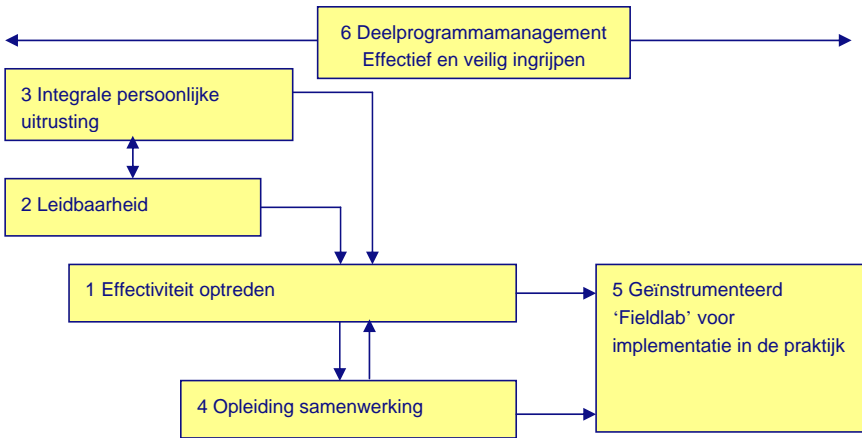 6 Deelprogrammamanagement
Effectief en veilig ingrijpen
3 Integrale persoonlijke
uitrusting
2 Leidbaarheid
1 Effectiviteit optreden
5 Geïnstrumenteerd
‘Fieldlab’ voor
implementatie in de praktijk
4 Opleiding samenwerking